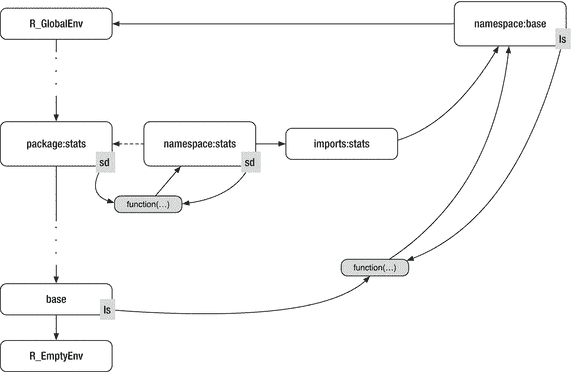 R_GlobalEnv
namespace:base
ls
package:stats
namespace:stats
imports:stats
sd
sd
function(…)
function(…)
base
ls
R_EmptyEnv